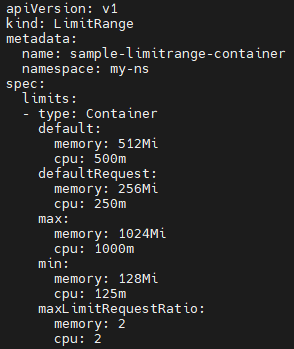 apiVersion: v1
kind: LimitRange
metadata:
  name: sample-limitrange-container
  namespace: my-ns
spec:
  limits:
  - type: Container
    default:
      memory: 512Mi
      cpu: 500m
    defaultRequest:
      memory: 256Mi
      cpu: 250m
    max:
      memory: 1024Mi
      cpu: 1000m
    min:
      memory: 128Mi
      cpu: 125m
    maxLimitRequestRatio:
      memory: 2
      cpu: 2